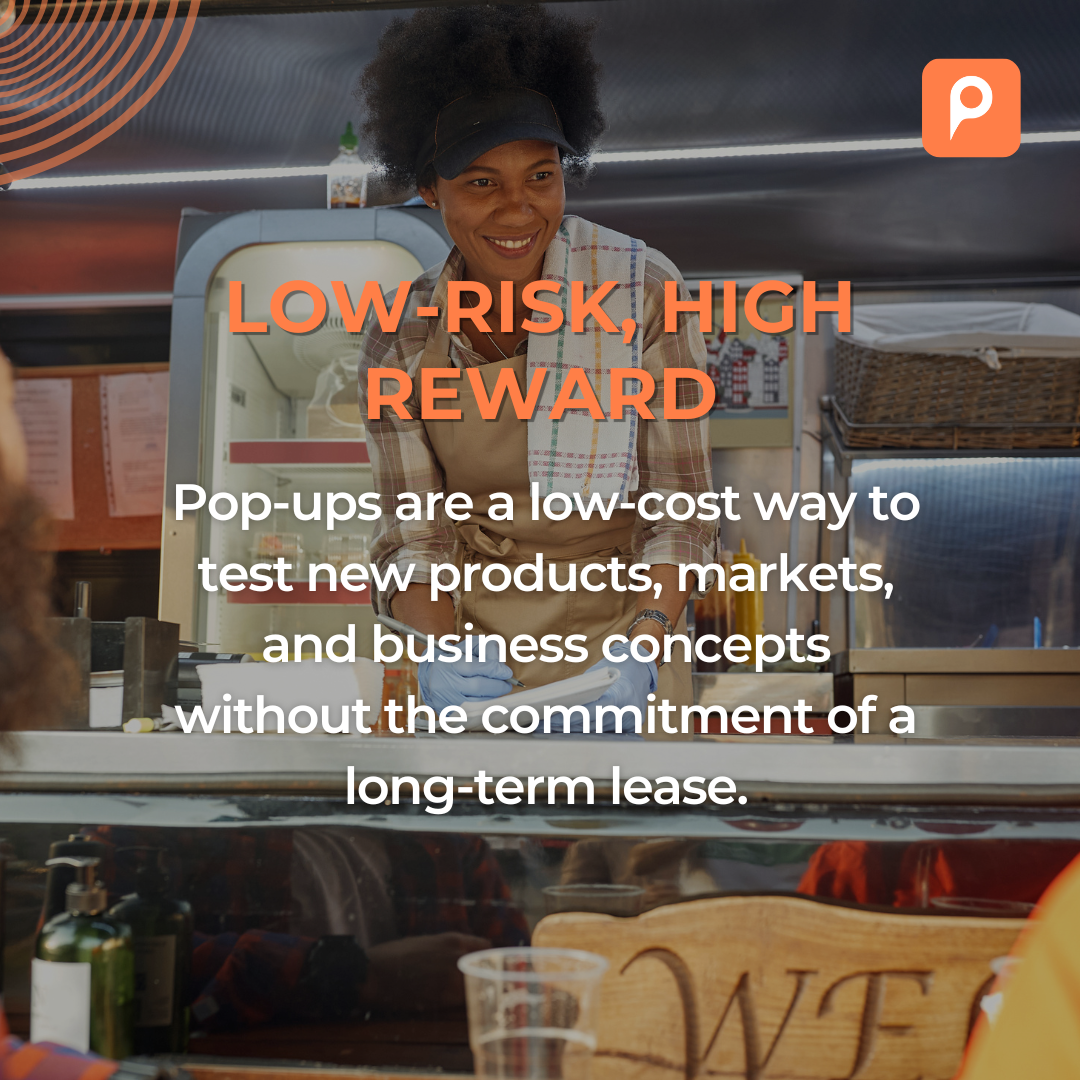 LOW-RISK, HIGH
REWARD
Pop-ups are a low-cost way to
test new products, markets,
and business concepts
without the commitment of a
long-term lease.